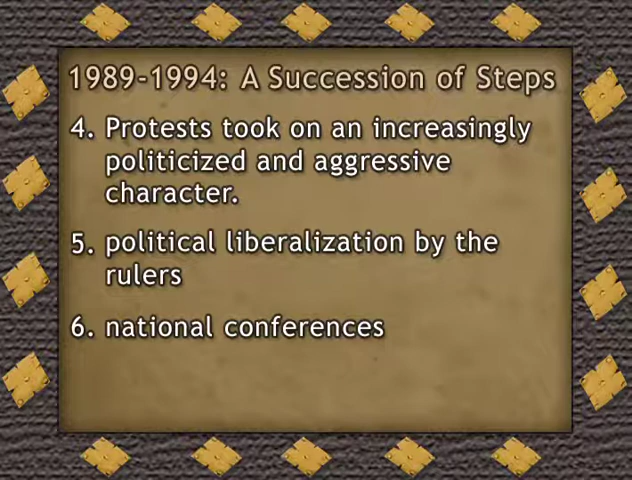 1989-1994: A Succession of Steps
4. Protests took on an increasingly
politicized and aggressive
character.
5. political liberalization by the
rulers
6. national conferences